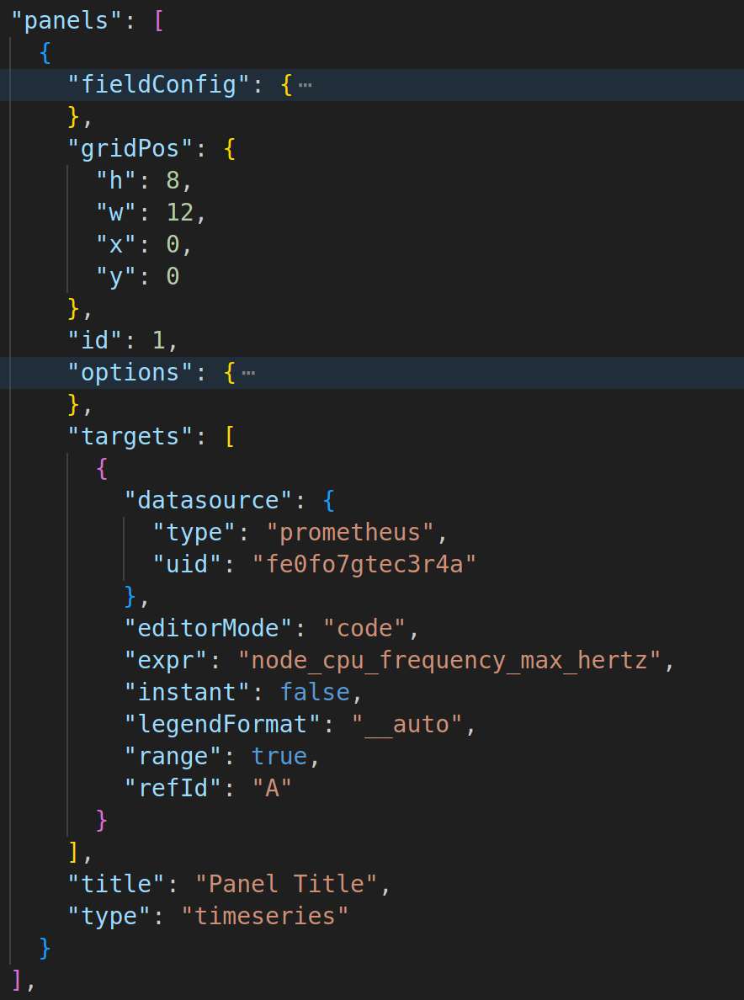 "panels": [
{
"fieldConfig": {⋯
},
"gridPos": {
"h": 8,
"w": 12,
"x": 0,
"y": 0
},
"id": 1,
"options": {⋯
},
"targets": [
{
"datasource": {
"type": "prometheus",
"uid": "fe0fo7gtec3r4a"
},
"editorMode": "code",
"expr": "node_cpu_frequency_max_hertz",
"instant": false,
"legendFormat": "__auto",
"range": true,
"refId": "A"
}
],
"title": "Panel Title",
"type": "timeseries"
}
],